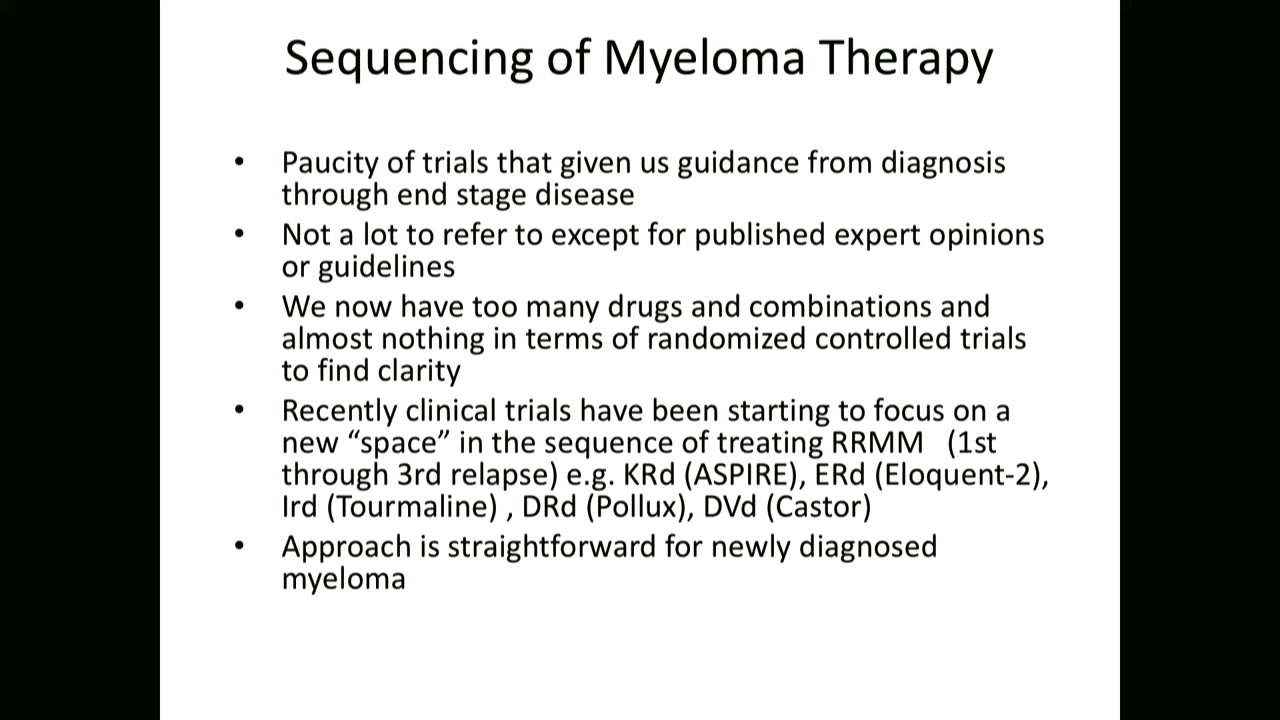 Sequencing of Myeloma Therapy
• Paucity of trials that given us guidance from diagnosis
through end stage disease
• Not a lot to refer to except for published expert opinions
or guidelines
• We now have too many drugs and combinations and
almost nothing in terms of randomized controlled trials
to find clarity
• Recently clinical trials have been starting to focus on a
new “space” in the sequence of treating RRMM (1st
through 3rd relapse) e.g. KRd (ASPIRE), ERd (Eloquent-2),
Ird (Tourmaline) , DRd (Pollux), DVd (Castor)
• Approach is straightforward for newly diagnosed
myeloma